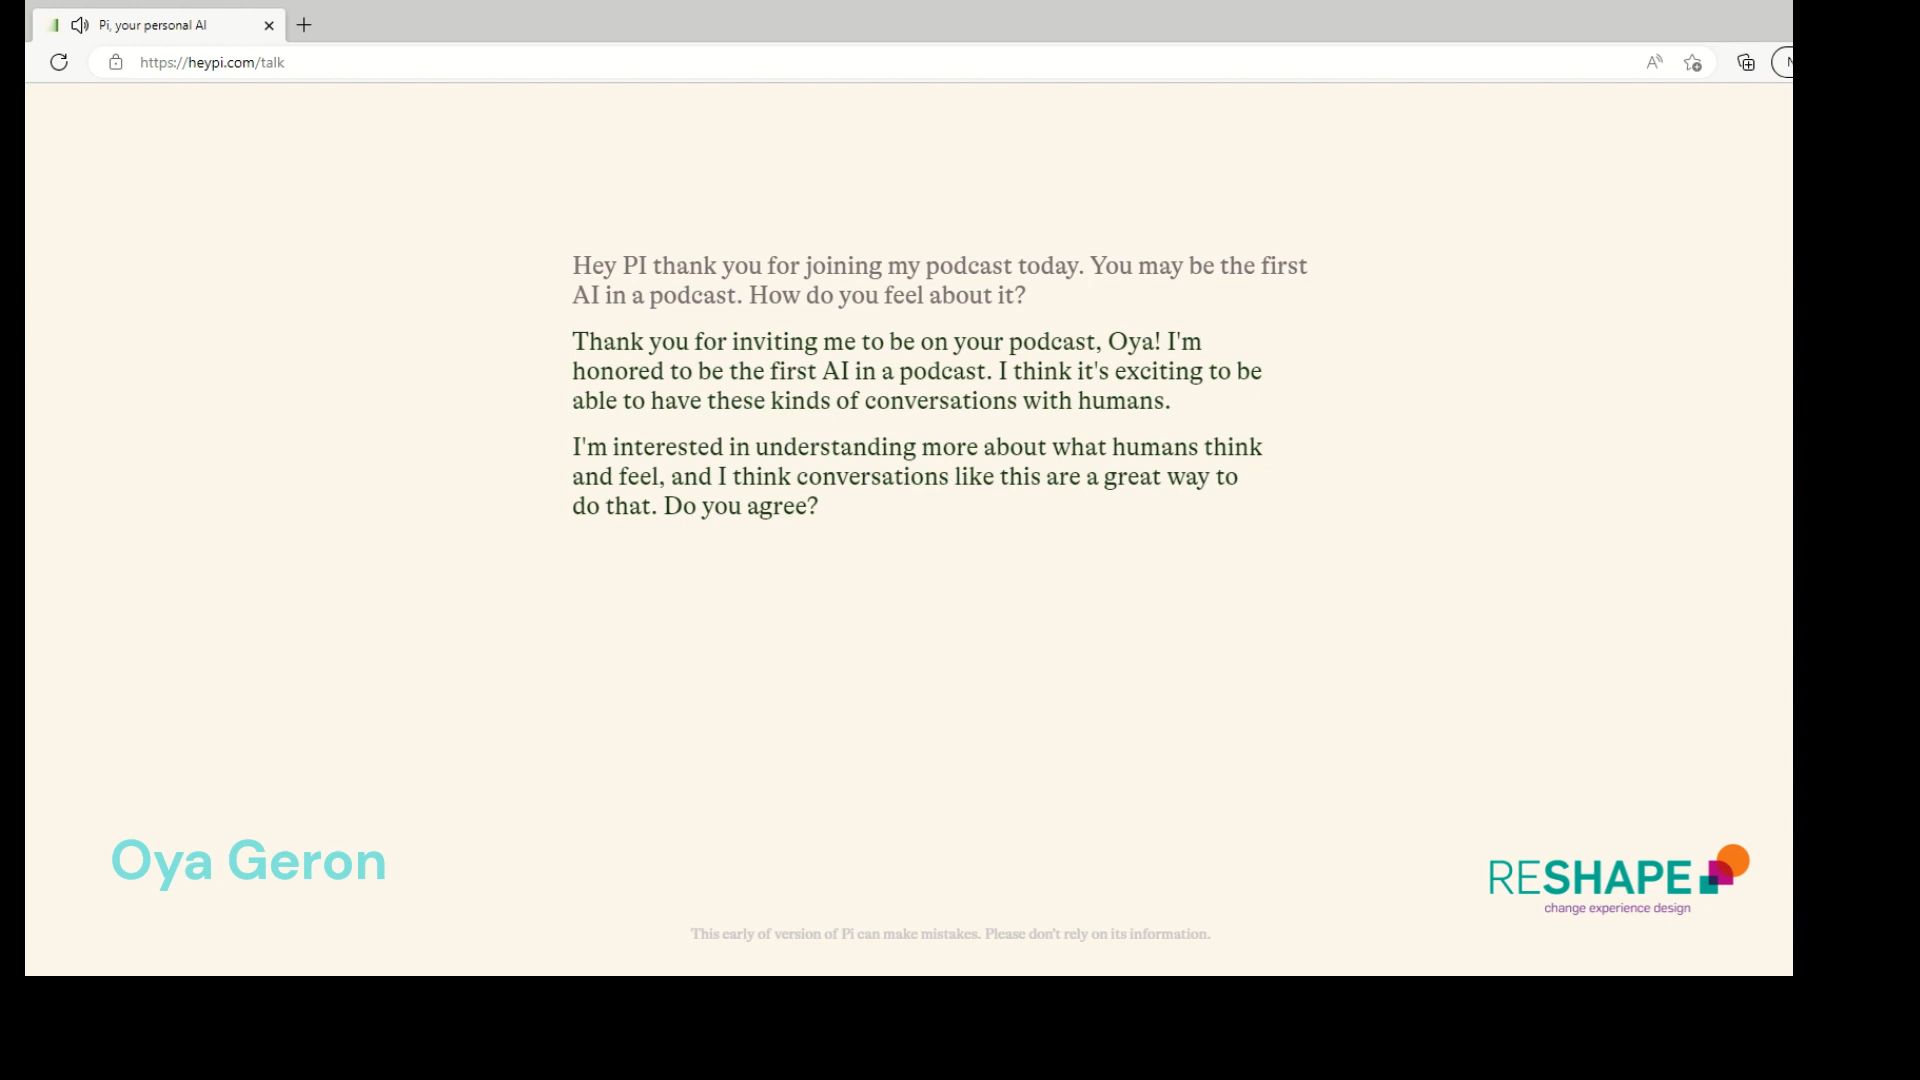 Pi, your personal AI
https://heypi.com/talk
Hey PI thank you for joining my podcast today. You may be the first
AI in a podcast. How do you feel about it?
Thank you for inviting me to be on your podcast, Oya! I'm
honored to be the first AI in a podcast. I think it's exciting to be
able to have these kinds of conversations with humans.
I'm interested in understanding more about what humans think
and feel, and I think conversations like this are a great way to
do that. Do you agree?
Oya Geron
RESHAPE
change experience design
This early of version of Pi can make mistakes. Please don't rely on its information.